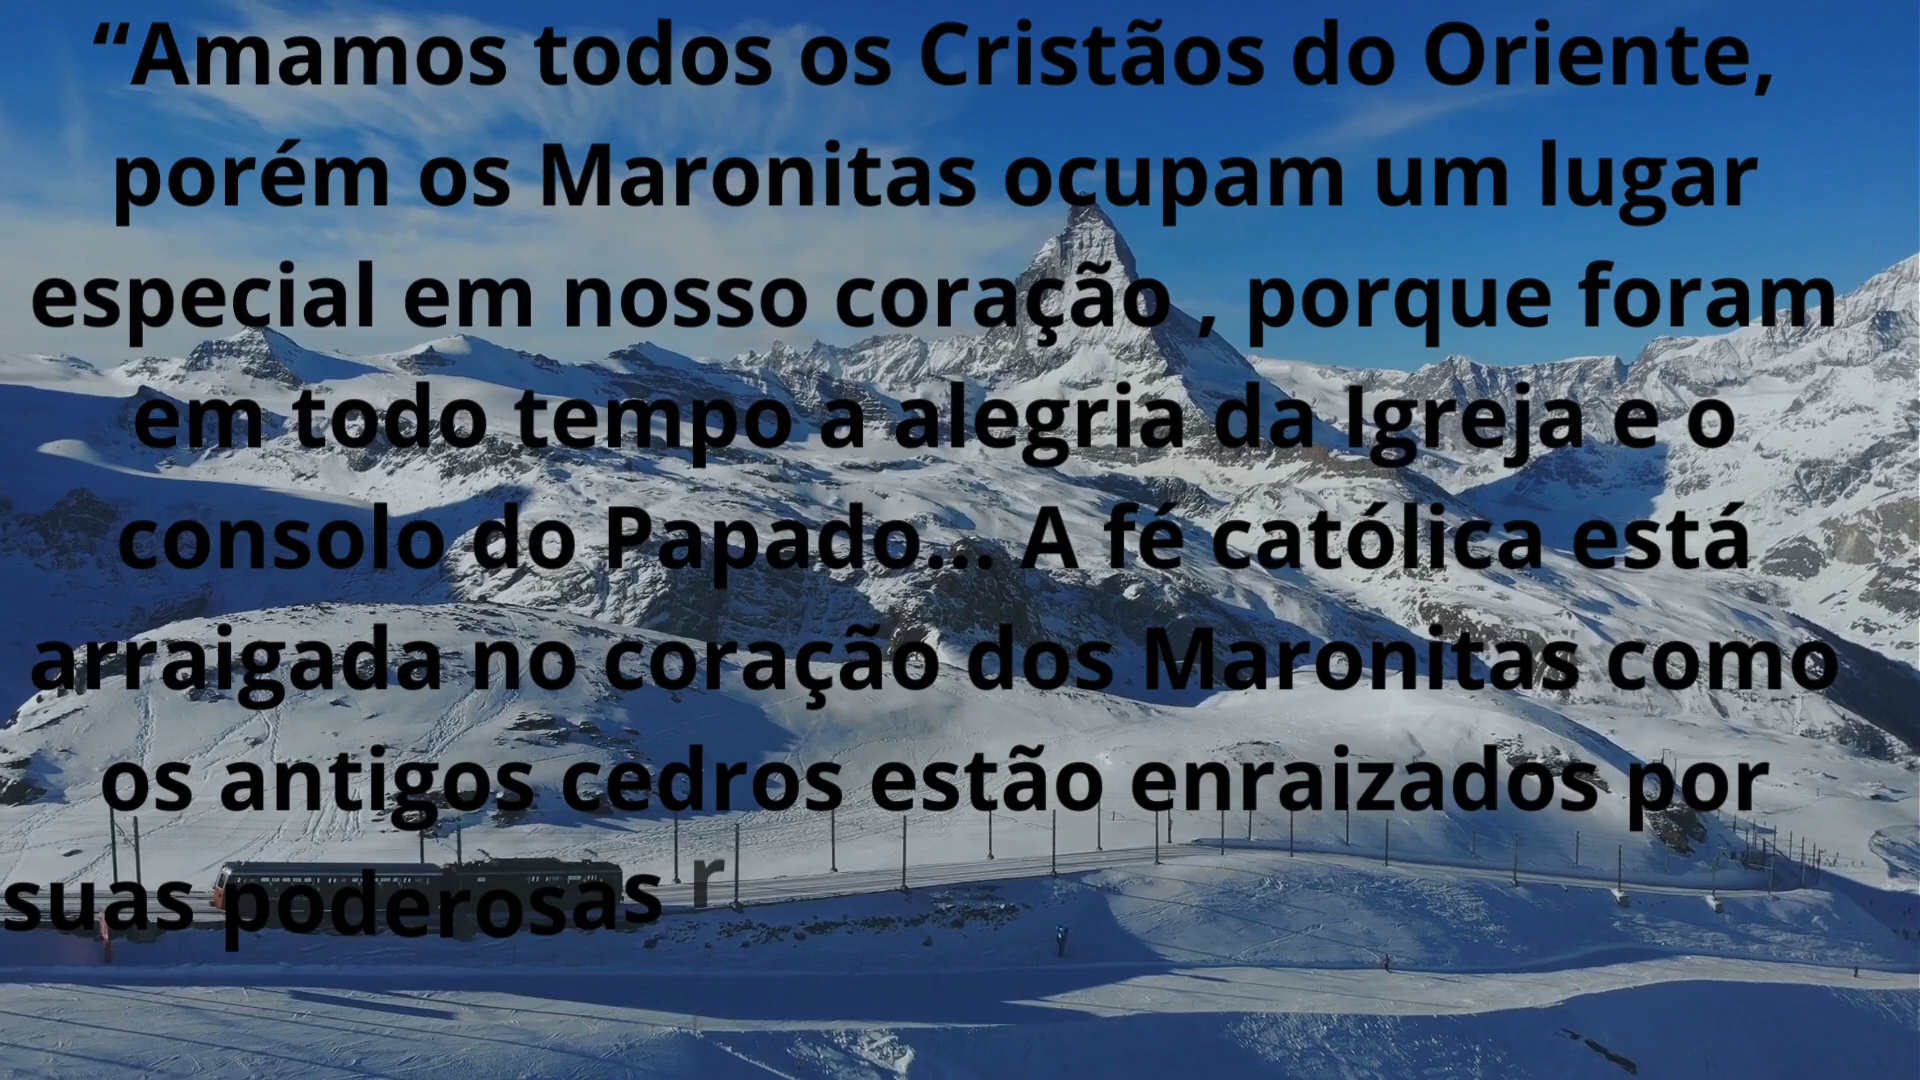 “Amamos todos os Cristãos do Oriente,
porém os Maronitas ocupam um lugar
especial em nosso coração , porque foram
em todo tempo a alegria da Igreja e o
consolo do Papado... A fé católica está
arraigada no coração dos Maronitas como
os antigos cedros estão enraizados por
suas poderosas r